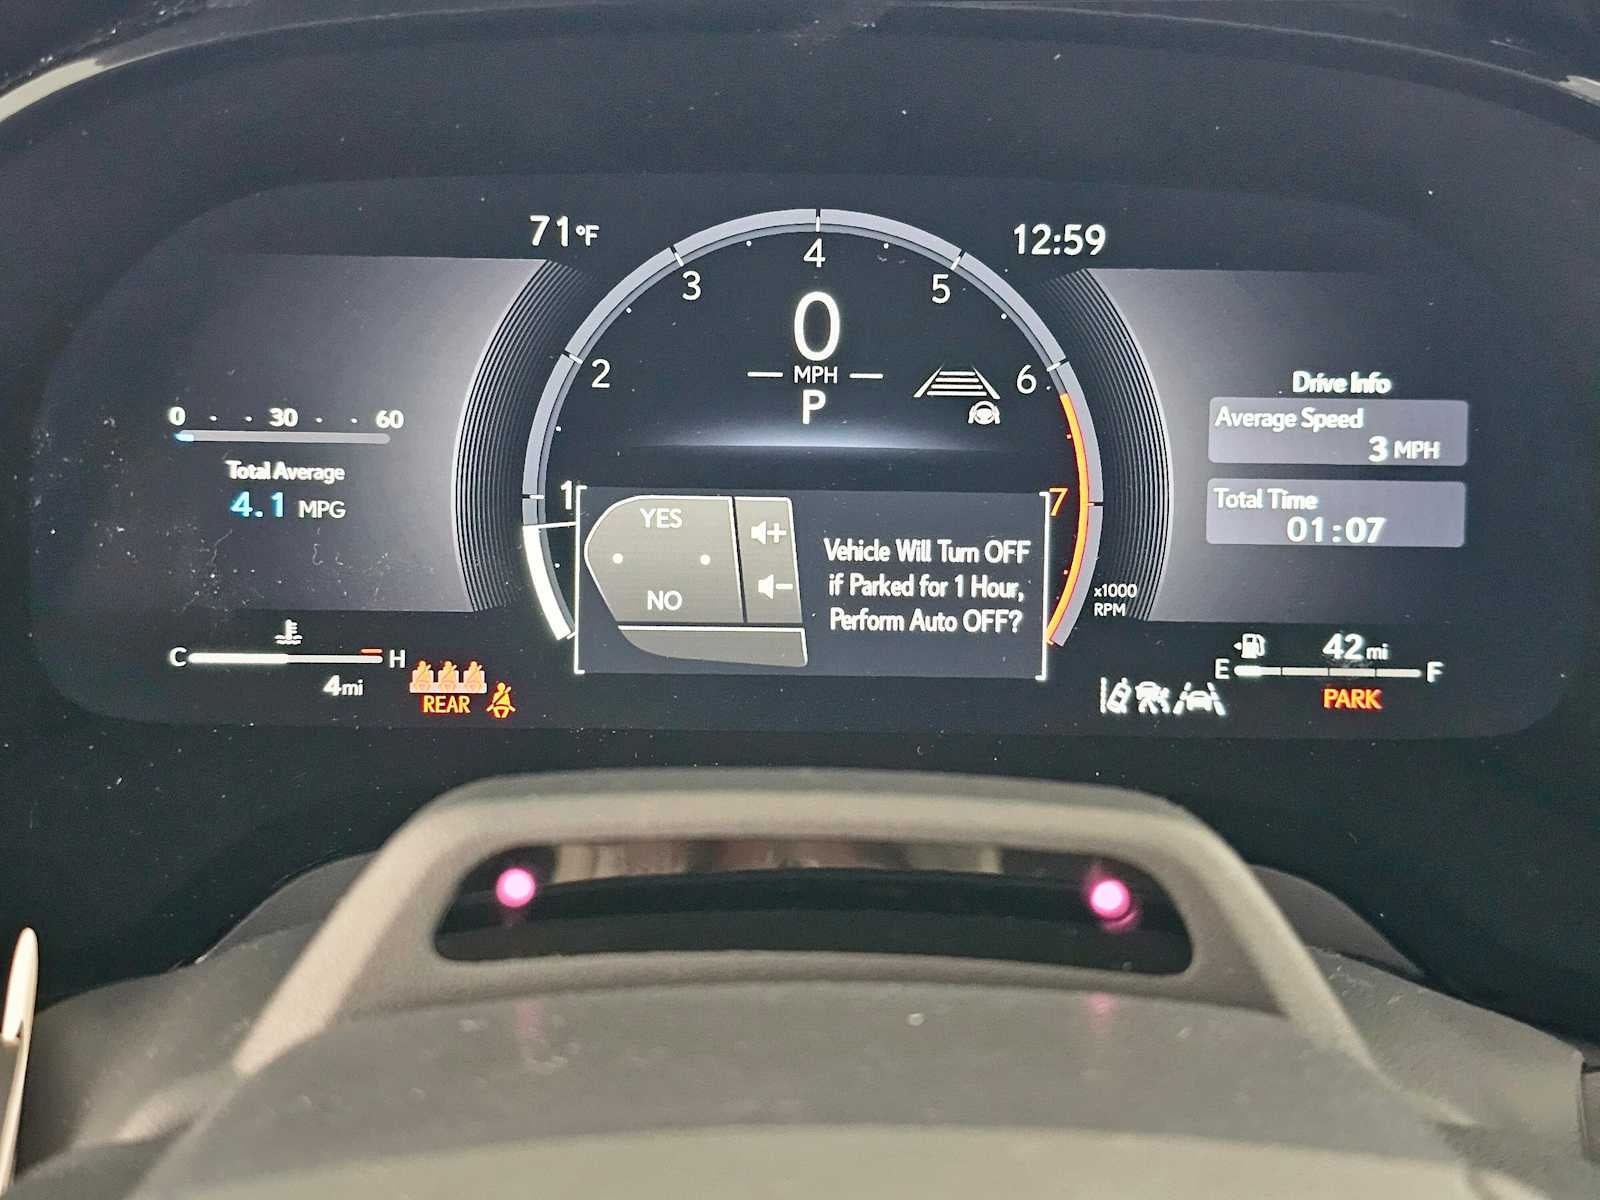 71°F
12:59
4
3
5
2
6
1
7
0
MPH
P
0 30 60
Total Average
4.1 MPG
Drive Info
Average Speed
3 MPH
Total Time
01:07
YES
NO
+
-
Vehicle Will Turn OFF
if Parked for 1 Hour,
Perform Auto OFF?
x1000
RPM
C H
4mi
REAR
42 mi
E F
PARK